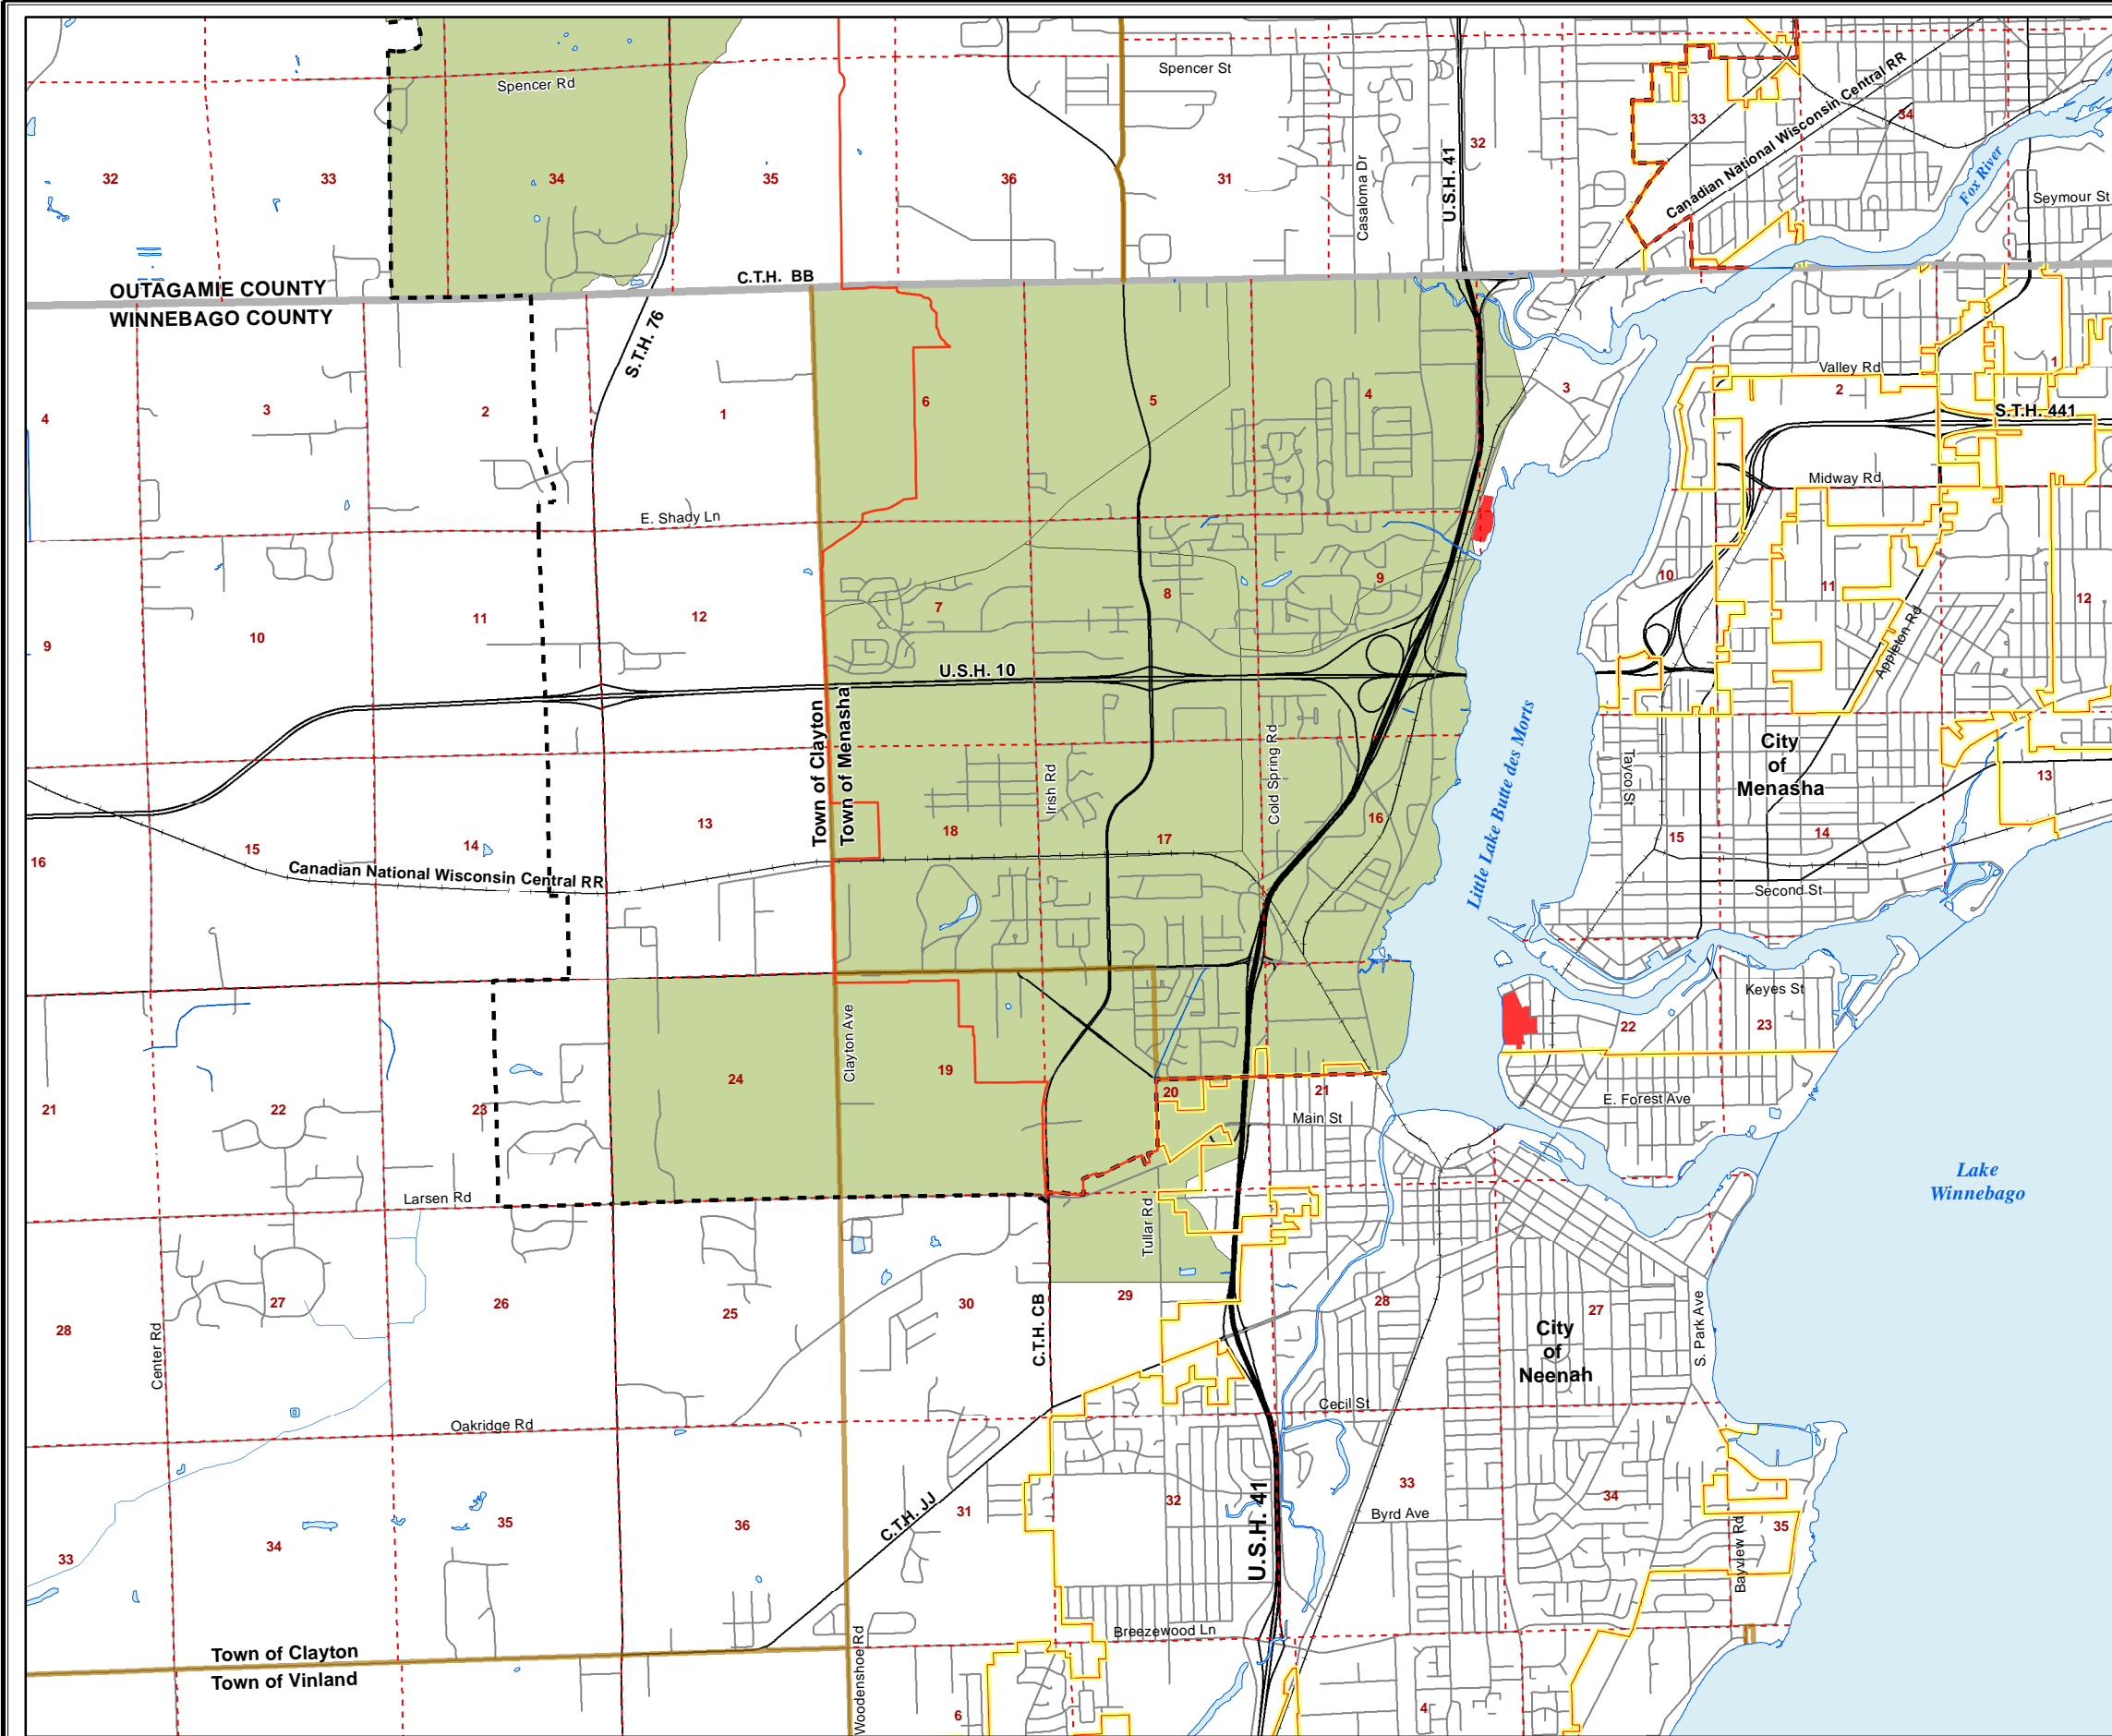 Spencer Rd
Spencer St
32
33
34
35
36
31
Casaloma Dr
U.S.H. 41
32
33
Canadian National Wisconsin Central RR
34
Fox River
Seymour St
OUTAGAMIE COUNTY
WINNEBAGO COUNTY
C.T.H. BB
S.T.H. 76
4
3
2
1
6
5
4
3
Valley Rd
2
1
S.T.H. 441
Midway Rd
E. Shady Ln
9
10
11
12
7
8
9
10
11
12
Appleton Rd
U.S.H. 10
Town of Clayton
Town of Menasha
Irish Rd
Cold Spring Rd
Little Lake Butte des Morts
Tayco St
City
of
Menasha
13
16
15
14
13
18
17
16
15
14
Canadian National Wisconsin Central RR
Second St
Keyes St
22
23
Clayton Ave
21
22
23
24
19
20
21
Main St
E. Forest Ave
Lake
Winnebago
Larsen Rd
Tullar Rd
28
27
26
25
30
29
28
27
Center Rd
C.T.H. CB
City
of
Neenah
S. Park Ave
Oakridge Rd
Cecil St
33
34
35
36
C.T.H. JJ
31
32
U.S.H. 41
33
Byrd Ave
34
35
Bayview Rd
Breezewood Ln
Town of Clayton
Town of Vinland
Woodenshoe Rd
6
4